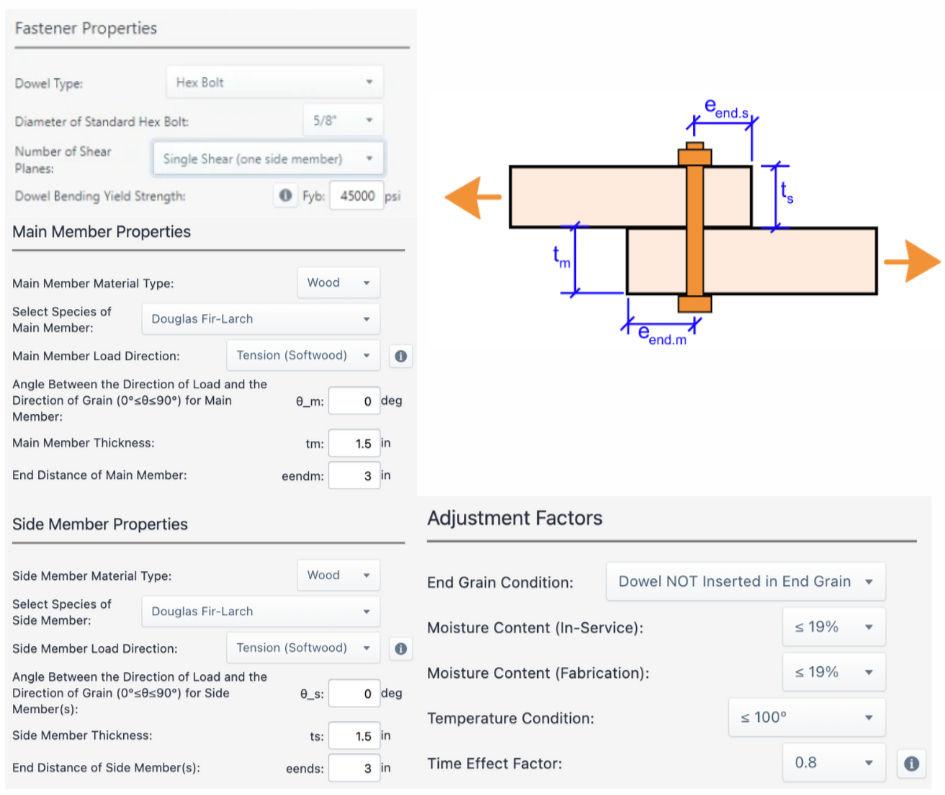 Fastener Properties
Dowel Type: Hex Bolt
Diameter of Standard Hex Bolt: 5/8"
Number of Shear
Planes: Single Shear (one side member)
Dowel Bending Yield Strength: Fyb: 45000 psi
Main Member Properties
Main Member Material Type: Wood
Select Species of
Main Member: Douglas Fir-Larch
Main Member Load Direction: Tension (Softwood)
Angle Between the Direction of Load and the
Direction of Grain (0°≤θ≤90°) for Main
Member: θ_m: 0 deg
Main Member Thickness: tm: 1.5 in
End Distance of Main Member: eendm: 3 in
Side Member Properties
Side Member Material Type: Wood
Select Species of
Side Member: Douglas Fir-Larch
Side Member Load Direction: Tension (Softwood)
Angle Between the Direction of Load and the
Direction of Grain (0°≤θ≤90°) for Side
Member(s): θ_s: 0 deg
Side Member Thickness: ts: 1.5 in
End Distance of Side Member(s): eends: 3 in
e end.s
ts
tm
e end.m
Adjustment Factors
End Grain Condition: Dowel NOT Inserted in End Grain
Moisture Content (In-Service): ≤ 19%
Moisture Content (Fabrication): ≤ 19%
Temperature Condition: ≤ 100°
Time Effect Factor: 0.8